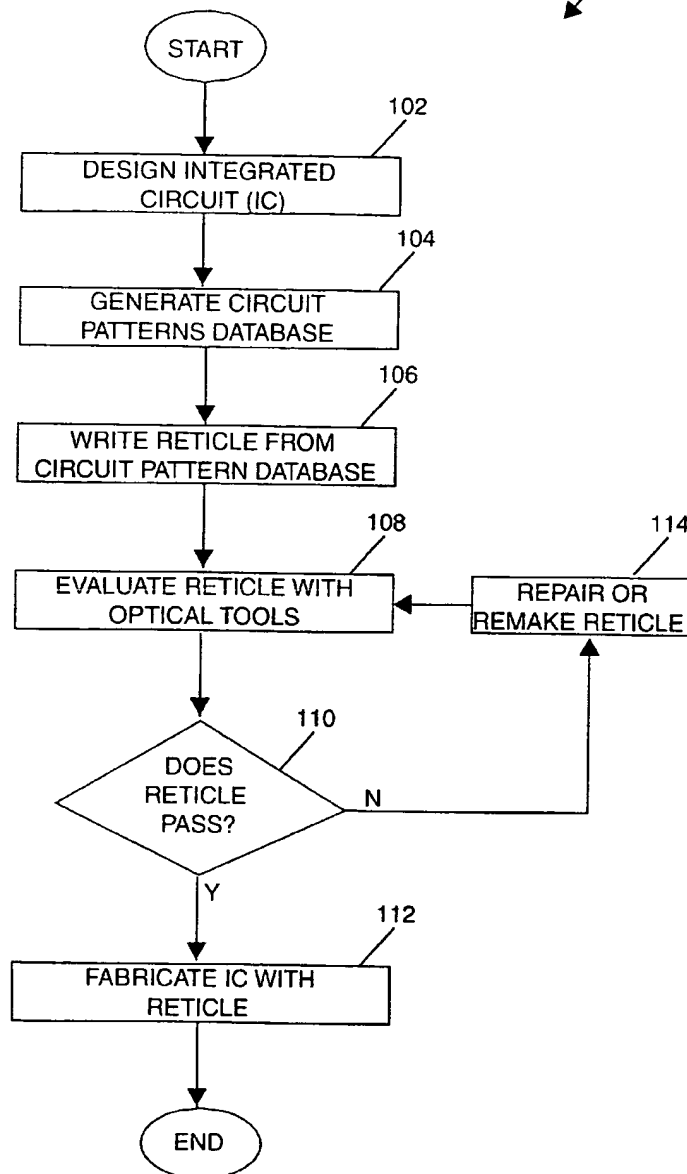 START
102
DESIGN INTEGRATED
CIRCUIT (IC)
104
GENERATE CIRCUIT
PATTERNS DATABASE
106
WRITE RETICLE FROM
CIRCUIT PATTERN DATABASE
108
EVALUATE RETICLE WITH
OPTICAL TOOLS
114
REPAIR OR
REMAKE RETICLE
110
DOES
RETICLE
PASS?
N
Y
112
FABRICATE IC WITH
RETICLE
END